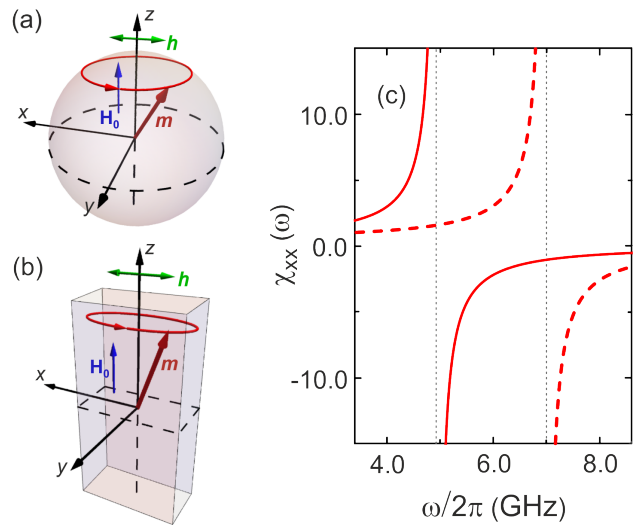 (a)
z
h
x
H₀
m
y
(b)
z
h
H₀
m
x
y
(c)
10.0
0.0
-10.0
χxx(ω)
4.0 6.0 8.0
ω/2π (GHz)